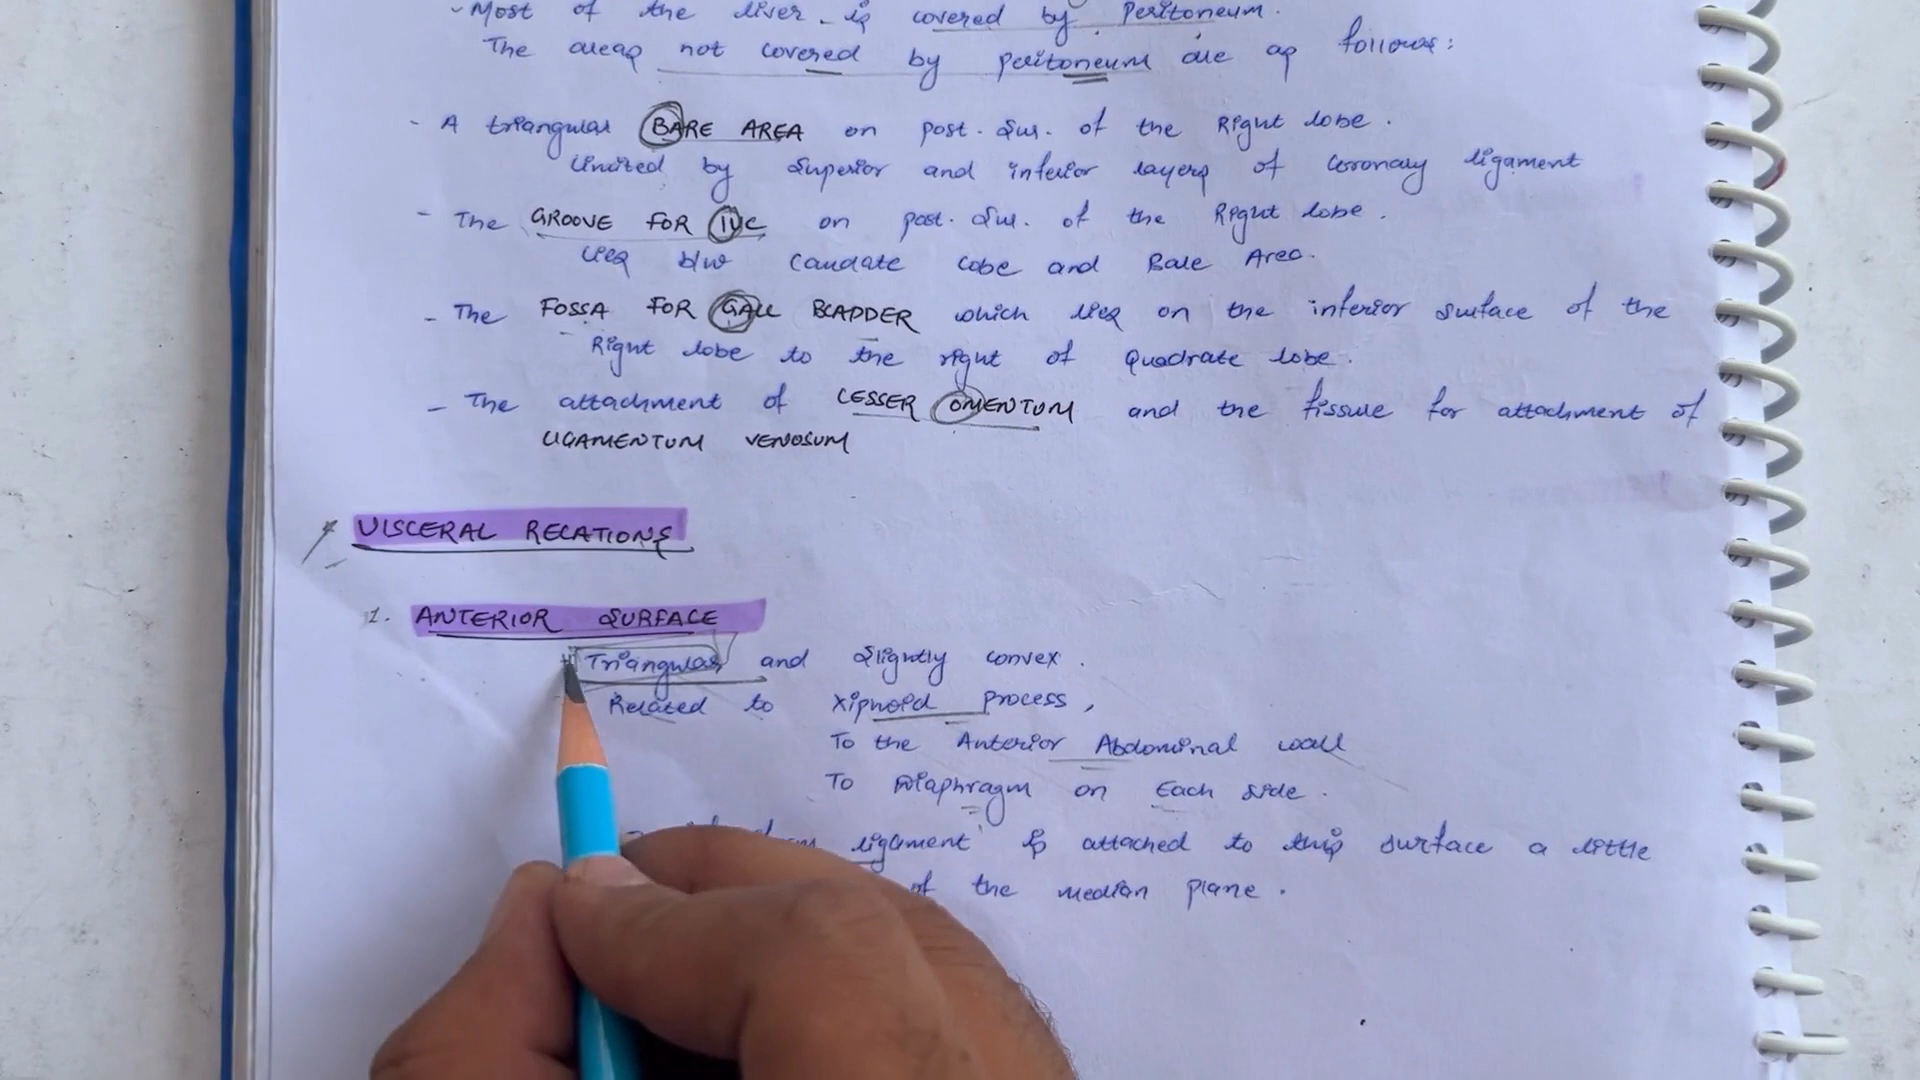 - Most of the liver is covered by Peritoneum.
The areas not covered by peritoneum are as follows:
- A triangular BARE AREA on post. Sur. of the Right lobe.
Limited by Superior and inferior layers of coronary ligament
- The GROOVE FOR IVC on post. Sur. of the Right lobe.
Lies b/w Caudate lobe and Bare Area.
- The FOSSA FOR GALL BLADDER which lies on the inferior surface of the
Right lobe to the right of Quadrate lobe.
- The attachment of LESSER OMENTUM and the fissure for attachment of
LIGAMENTUM VENOSUM
* VISCERAL RELATIONS
1. ANTERIOR SURFACE
Triangular and Slightly convex.
Related to Xiphoid Process,
To the Anterior Abdominal wall
To Diaphragm on Each side.
ligament is attached to this surface a little
of the median plane.